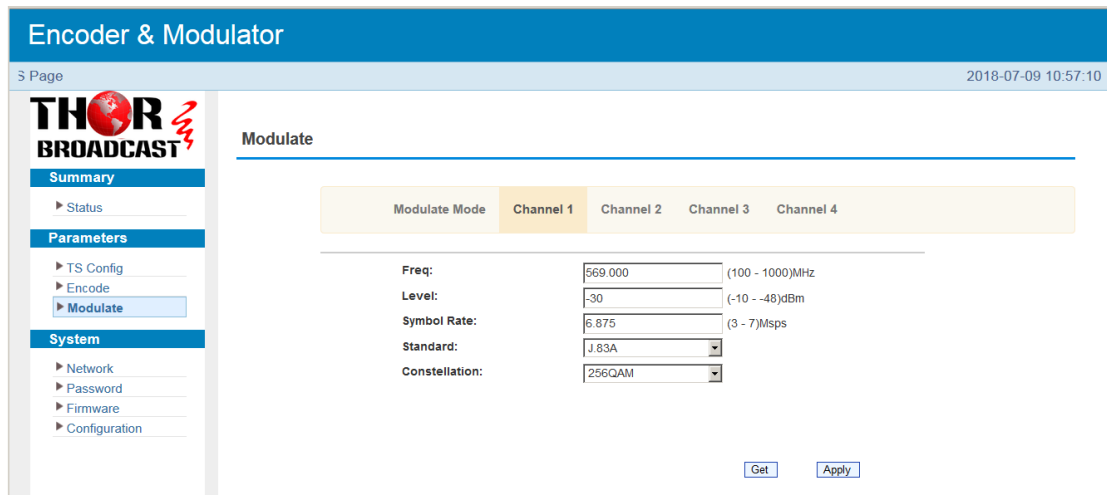 Encoder & Modulator
S Page
2018-07-09 10:57:10
THOR
BROADCAST
Summary
Status
Parameters
TS Config
Encode
Modulate
System
Network
Password
Firmware
Configuration
Modulate
Modulate Mode Channel 1 Channel 2 Channel 3 Channel 4
Freq: 569.000 (100 - 1000)MHz
Level: -30 (-10 - -48)dBm
Symbol Rate: 6.875 (3 - 7)Msps
Standard: J.83A
Constellation: 256QAM
Get Apply